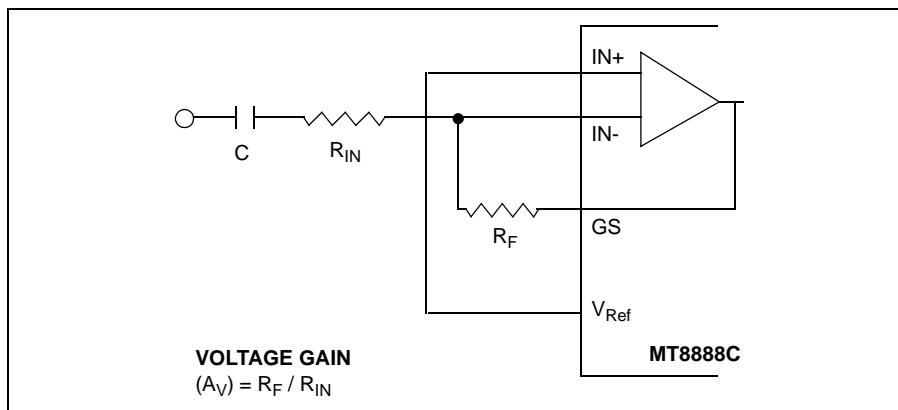 IN+
IN-
C
R_IN
R_F
GS
V_Ref
VOLTAGE GAIN
(A_V) = R_F / R_IN
MT8888C